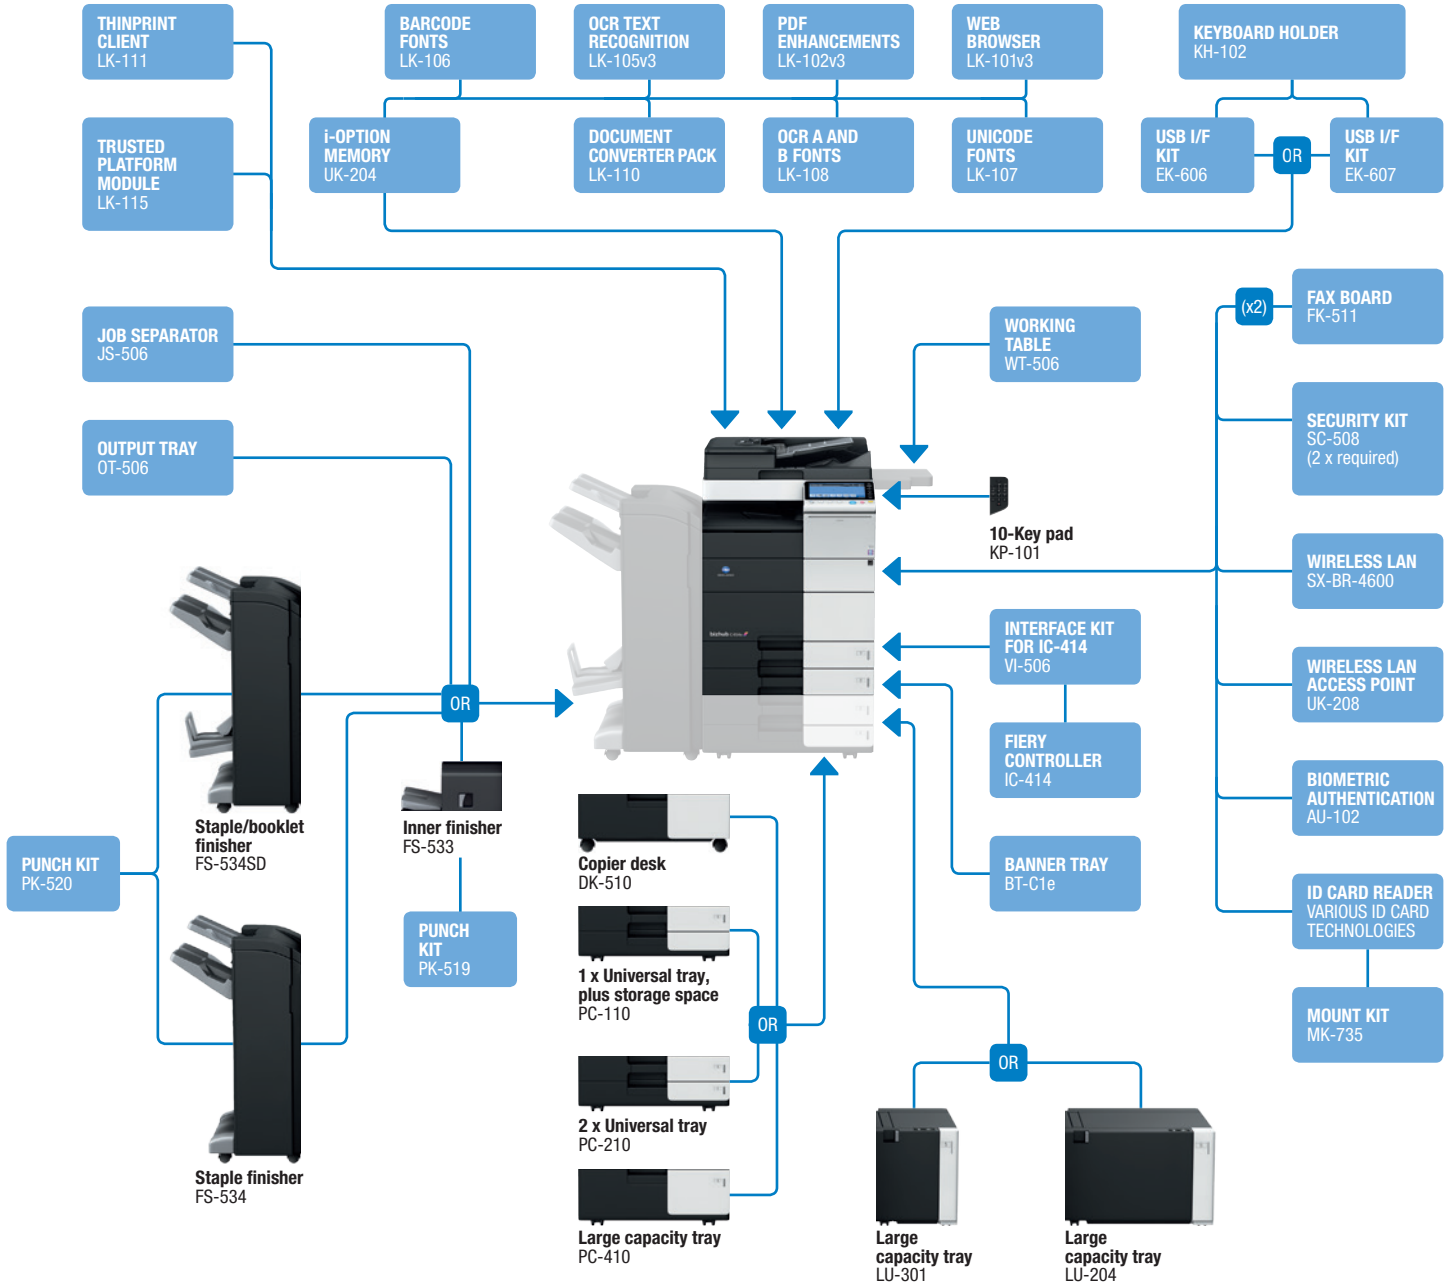 THINPRINT
CLIENT
LK-111
BARCODE
FONTS
LK-106
OCR TEXT
RECOGNITION
LK-105v3
PDF
ENHANCEMENTS
LK-102v3
WEB
BROWSER
LK-101v3
KEYBOARD HOLDER
KH-102
TRUSTED
PLATFORM
MODULE
LK-115
i-OPTION
MEMORY
UK-204
DOCUMENT
CONVERTER PACK
LK-110
OCR A AND
B FONTS
LK-108
UNICODE
FONTS
LK-107
USB I/F
KIT
EK-606
OR
USB I/F
KIT
EK-607
JOB SEPARATOR
JS-506
OUTPUT TRAY
OT-506
WORKING
TABLE
WT-506
(x2)
FAX BOARD
FK-511
SECURITY KIT
SC-508
(2 x required)
10-Key pad
KP-101
WIRELESS LAN
SX-BR-4600
INTERFACE KIT
FOR IC-414
VI-506
WIRELESS LAN
ACCESS POINT
UK-208
FIERY
CONTROLLER
IC-414
BIOMETRIC
AUTHENTICATION
AU-102
BANNER TRAY
BT-C1e
ID CARD READER
VARIOUS ID CARD
TECHNOLOGIES
MOUNT KIT
MK-735
OR
Staple/booklet
finisher
FS-534SD
Inner finisher
FS-533
PUNCH KIT
PK-520
PUNCH
KIT
PK-519
Staple finisher
FS-534
Copier desk
DK-510
1 x Universal tray,
plus storage space
PC-110
OR
2 x Universal tray
PC-210
Large capacity tray
PC-410
OR
Large
capacity tray
LU-301
Large
capacity tray
LU-204